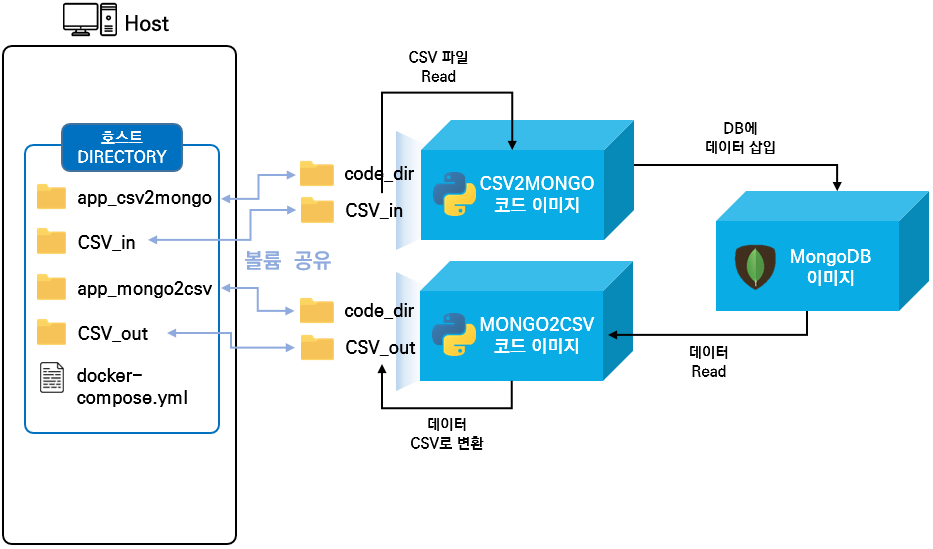 Host
호스트
DIRECTORY
app_csv2mongo
CSV_in
app_mongo2csv
CSV_out
docker-
compose.yml
볼륨 공유
code_dir
CSV_in
code_dir
CSV_out
CSV 파일
Read
CSV2MONGO
코드 이미지
DB에
데이터 삽입
MongoDB
이미지
MONGO2CSV
코드 이미지
데이터
Read
데이터
CSV로 변환